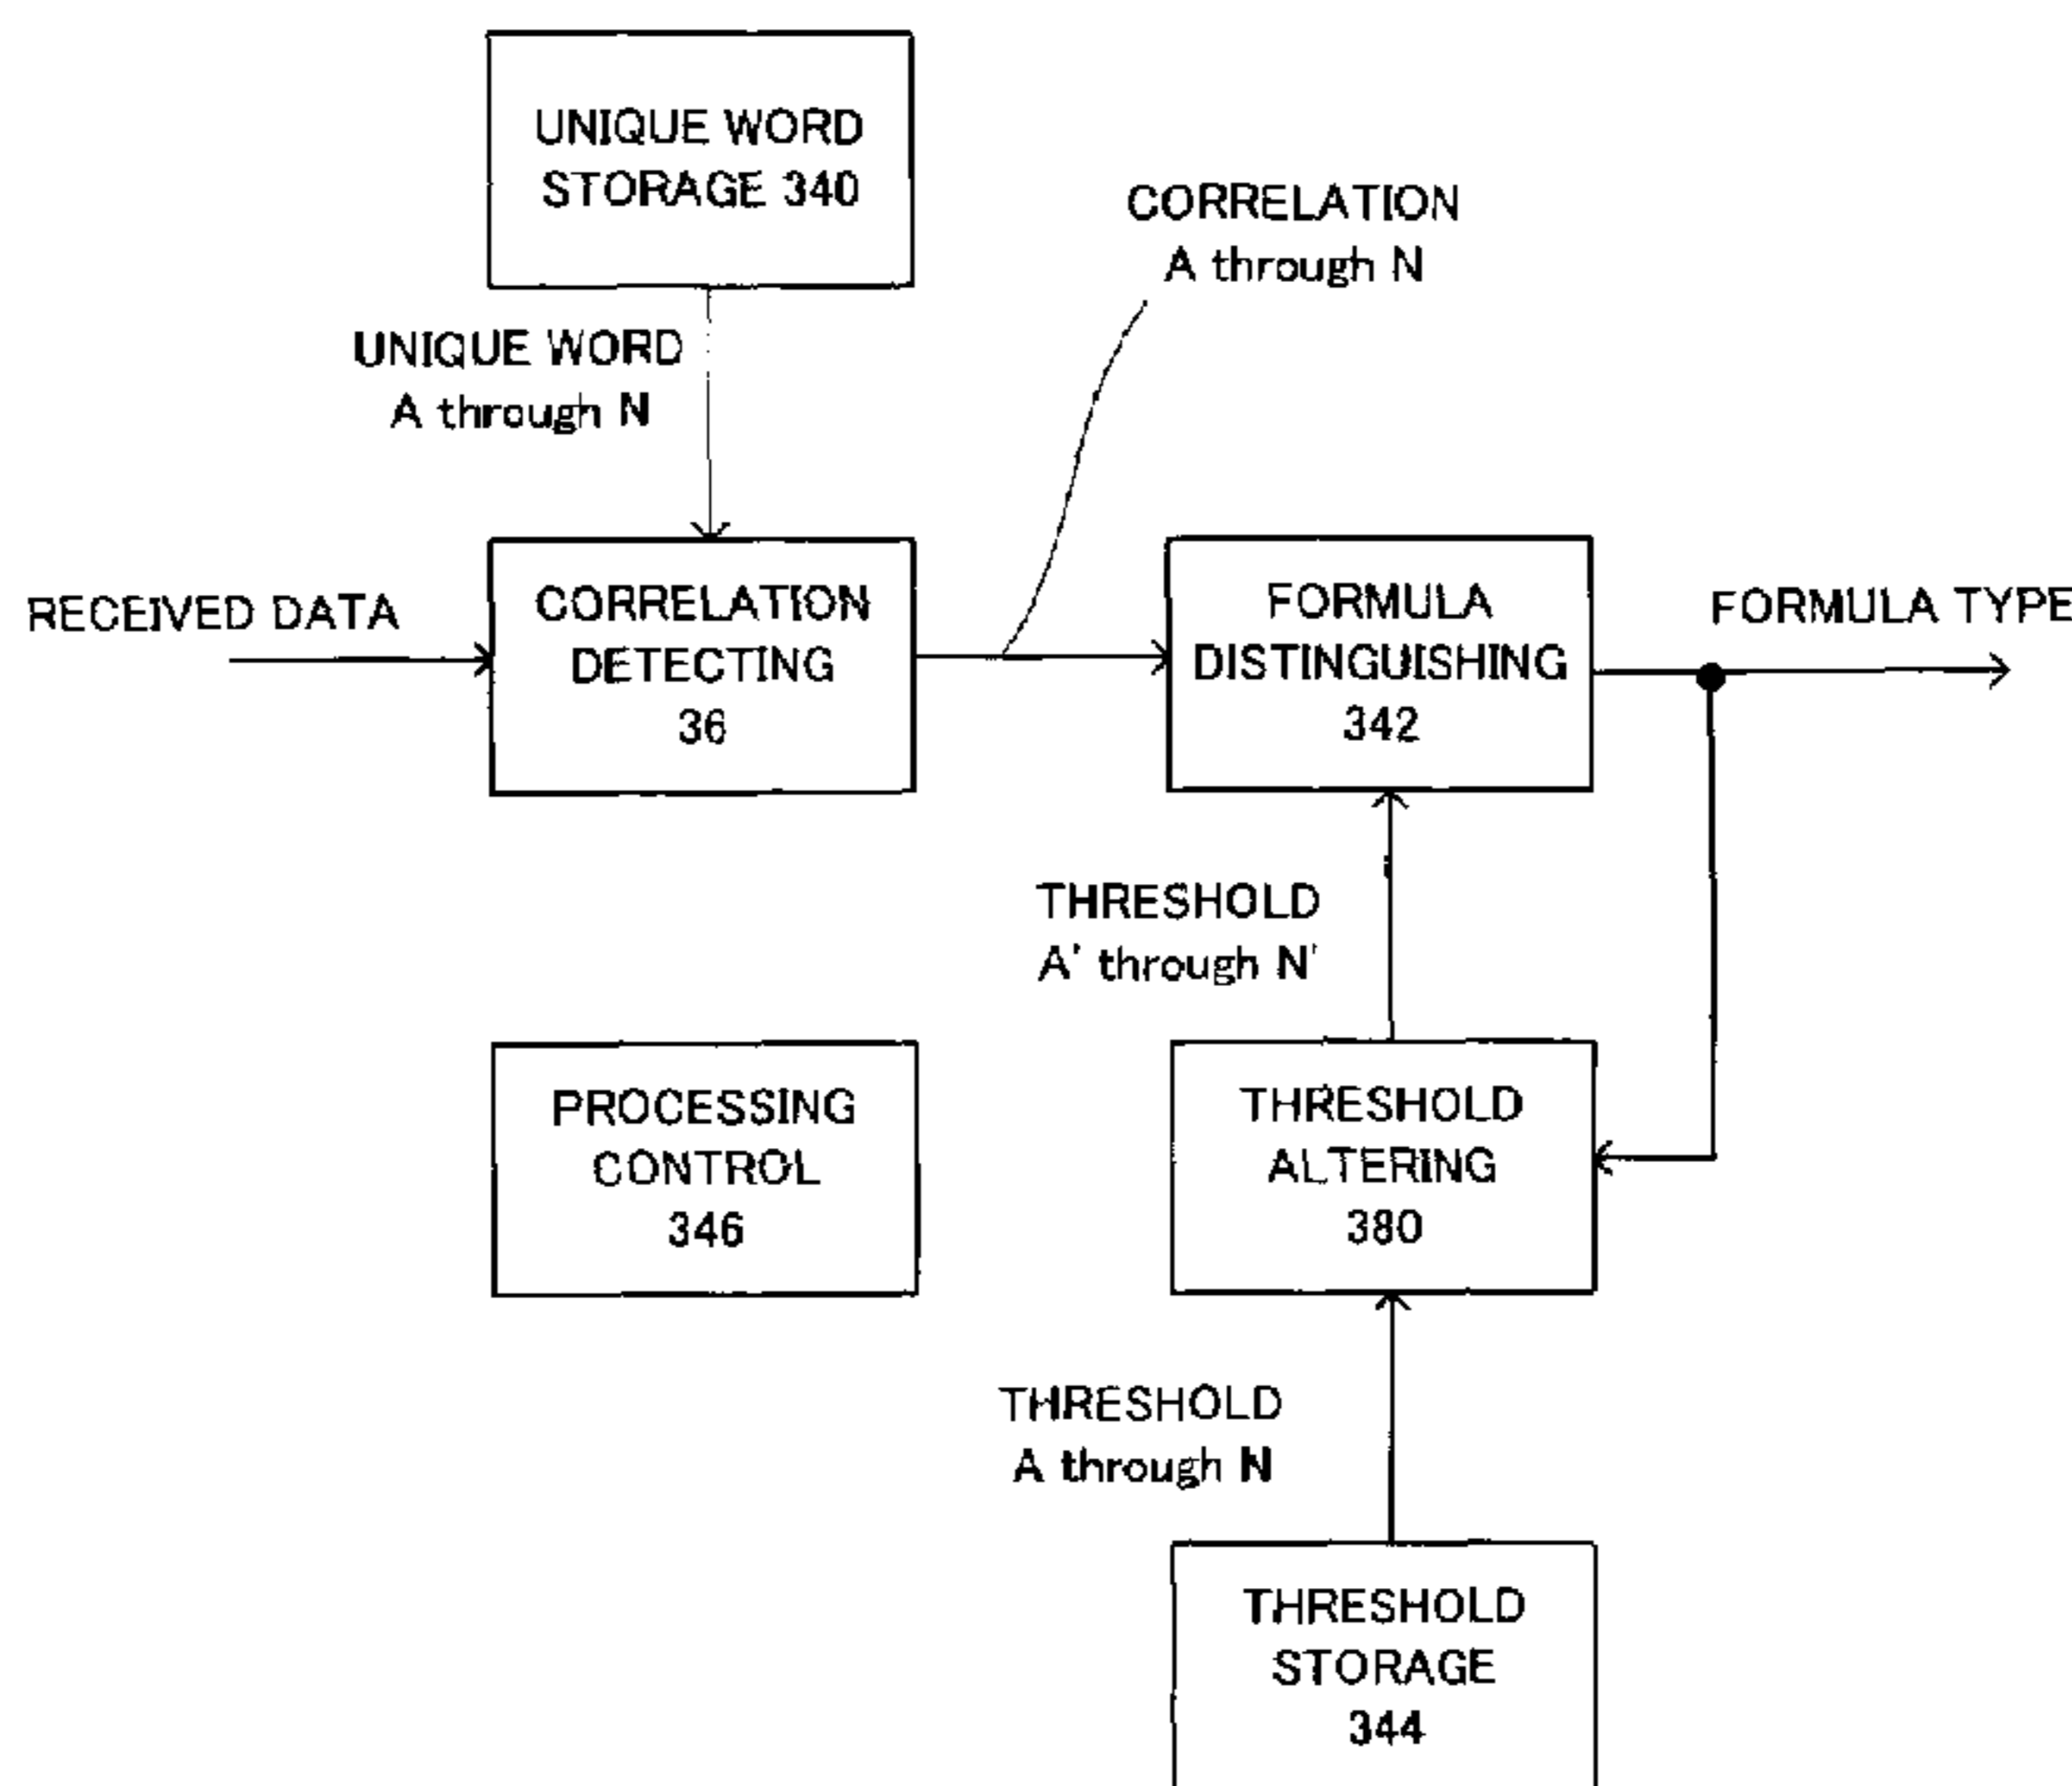 UNIQUE WORD
STORAGE 340
CORRELATION
A through N
UNIQUE WORD
A through N
RECEIVED DATA
CORRELATION
DETECTING
36
FORMULA
DISTINGUISHING
342
FORMULA TYPE
THRESHOLD
A' through N'
PROCESSING
CONTROL
346
THRESHOLD
ALTERING
380
THRESHOLD
A through N
THRESHOLD
STORAGE
344